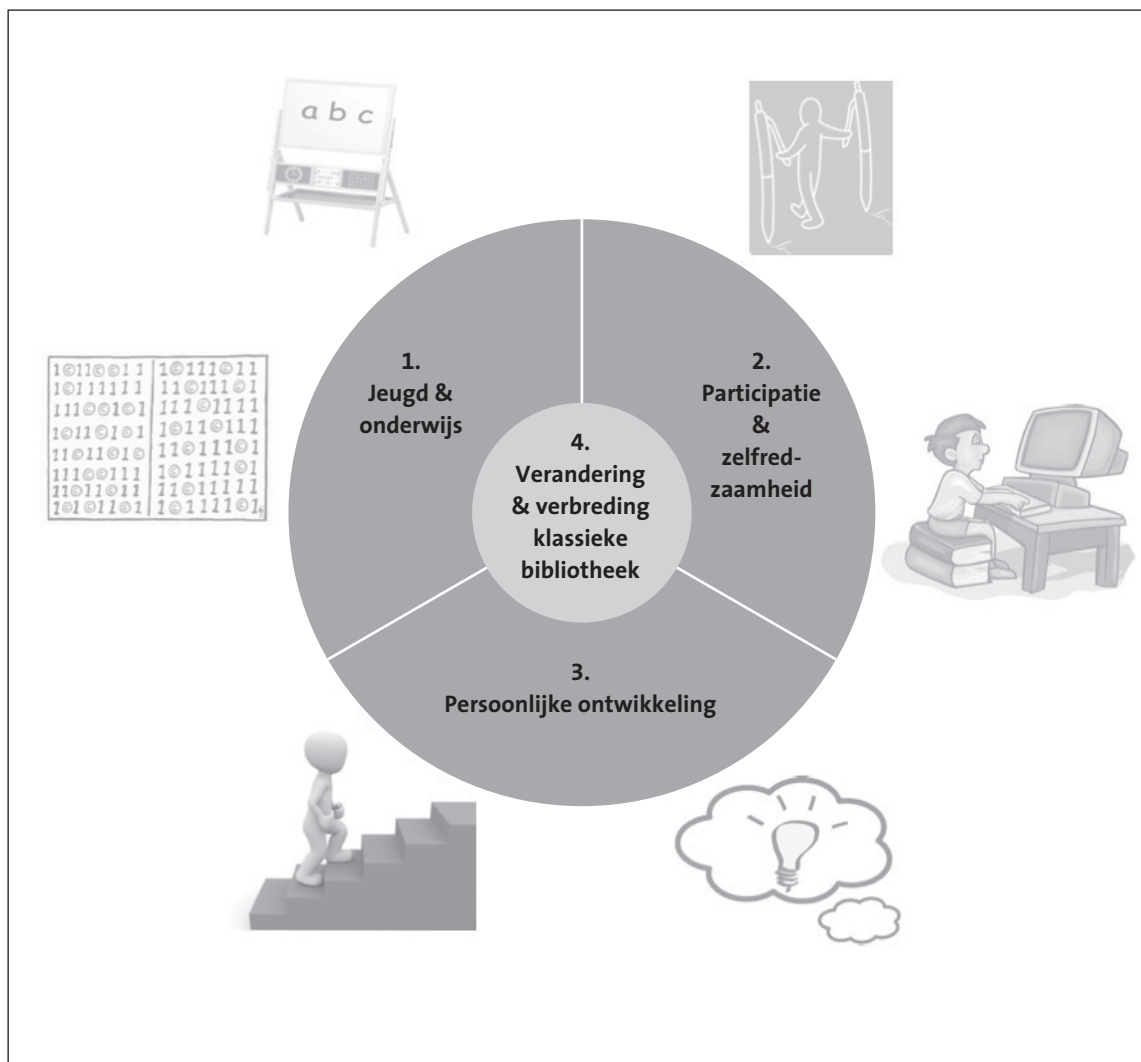 a b c
1.
Jeugd &
onderwijs
2.
Participatie
&
zelfred-
zaamheid
4.
Verandering
& verbreding
klassieke
bibliotheek
3.
Persoonlijke ontwikkeling